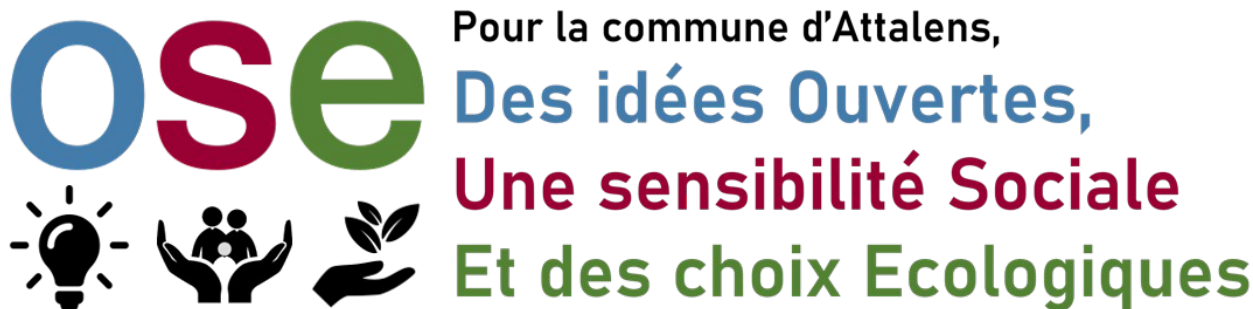 ose
Pour la commune d'Attalens,
Des idées Ouvertes,
Une sensibilité Sociale
Et des choix Ecologiques